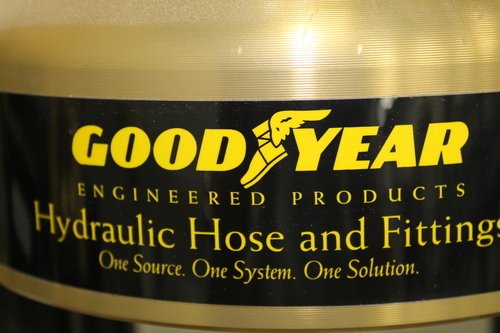 GOOD YEAR
ENGINEERED PRODUCTS
Hydraulic Hose and Fittings
One Source. One System. One Solution.